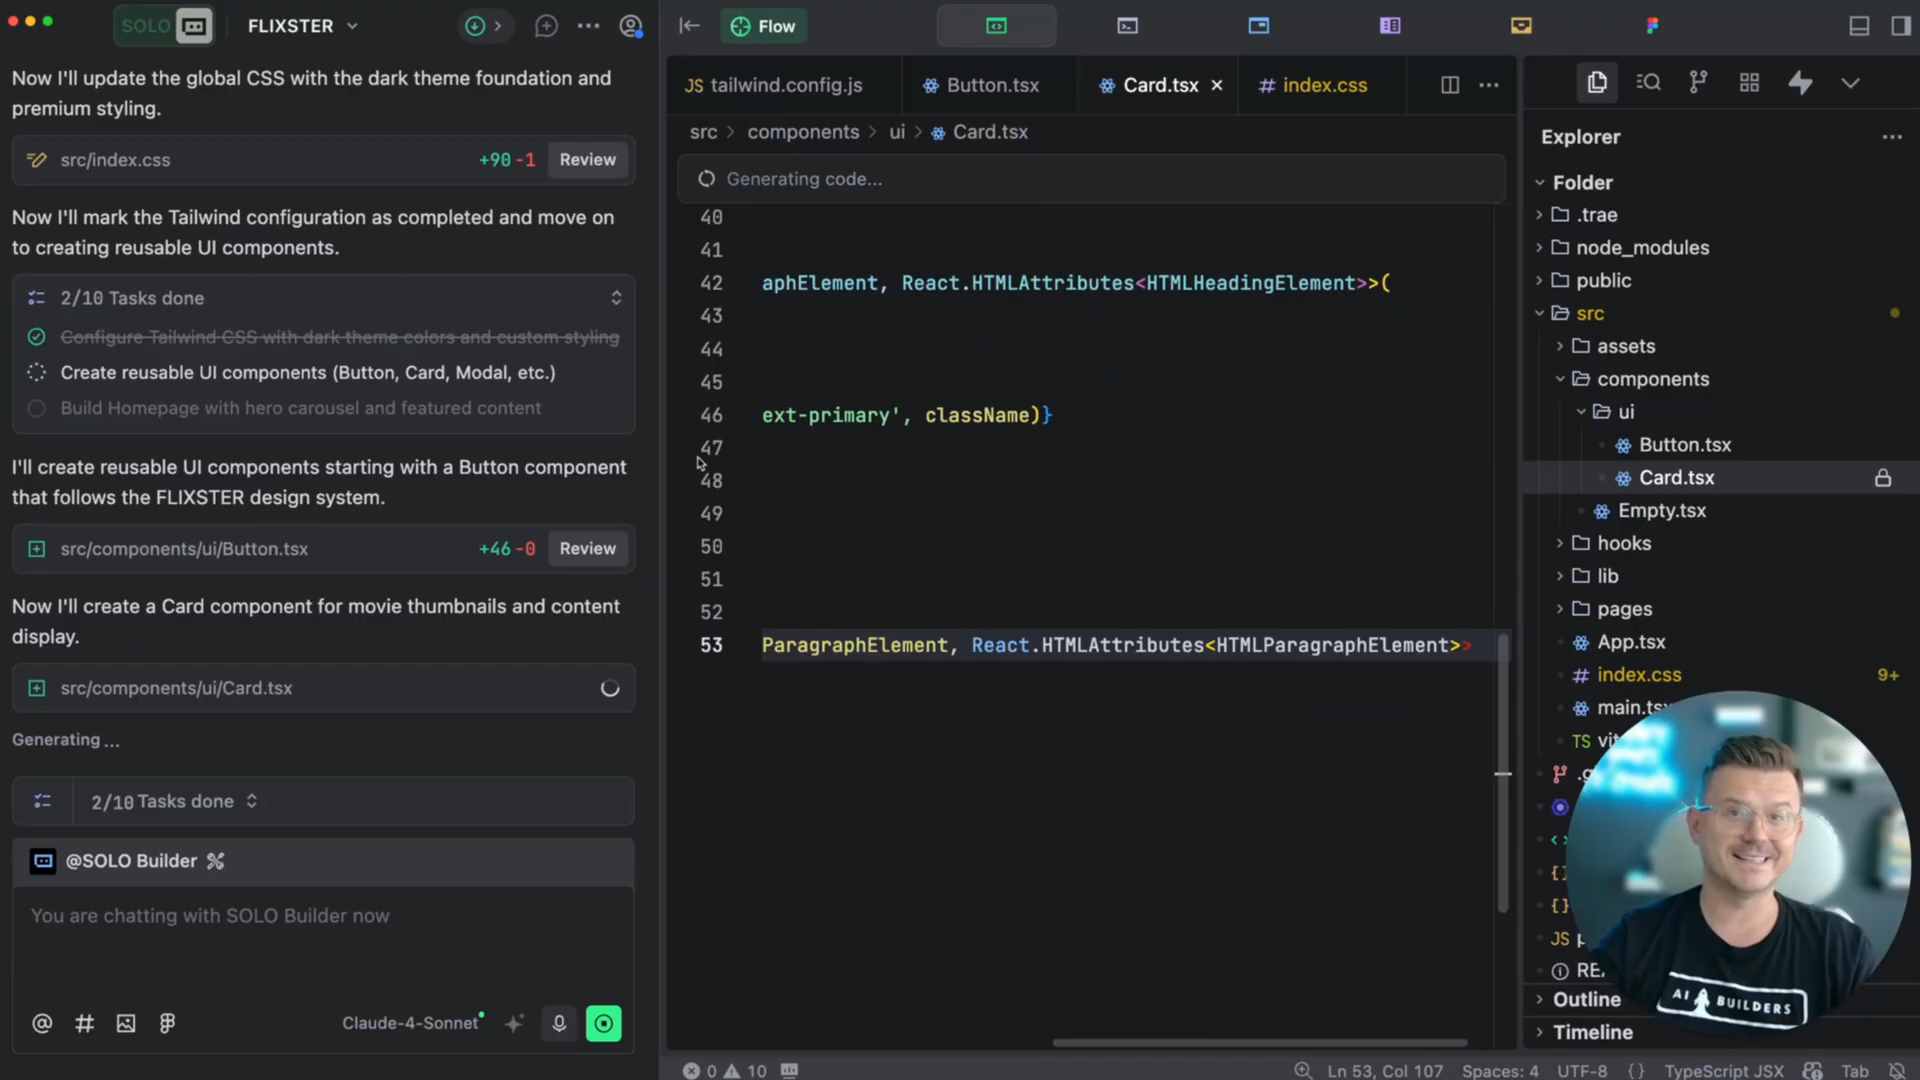 SOLO
FLIXSTER
Flow
Now I'll update the global CSS with the dark theme foundation and
premium styling.
src/index.css +90 -1 Review
Now I'll mark the Tailwind configuration as completed and move on
to creating reusable UI components.
2/10 Tasks done
Configure Tailwind CSS with dark theme colors and custom styling
Create reusable UI components (Button, Card, Modal, etc.)
Build Homepage with hero carousel and featured content
I'll create reusable UI components starting with a Button component
that follows the FLIXSTER design system.
src/components/ui/Button.tsx +46 -0 Review
Now I'll create a Card component for movie thumbnails and content
display.
src/components/ui/Card.tsx
Generating ...
2/10 Tasks done
@SOLO Builder
You are chatting with SOLO Builder now
Claude-4-Sonnet
JS tailwind.config.js
Button.tsx
Card.tsx
# index.css
src > components > ui > Card.tsx
Generating code...
40
41
42 aphElement, React.HTMLAttributes<HTMLHeadingElement>>(
43
44
45
46 ext-primary', className)}
47
48
49
50
51
52
53 ParagraphElement, React.HTMLAttributes<HTMLParagraphElement>>
Explorer
Folder
.trae
node_modules
public
src
assets
components
ui
Button.tsx
Card.tsx
Empty.tsx
hooks
lib
pages
App.tsx
# index.css 9+
main.tsx
TS
JS
Outline
Timeline
AI BUILDERS
0 10
Ln 53, Col 107
Spaces: 4
UTF-8
{} TypeScript JSX
Tab